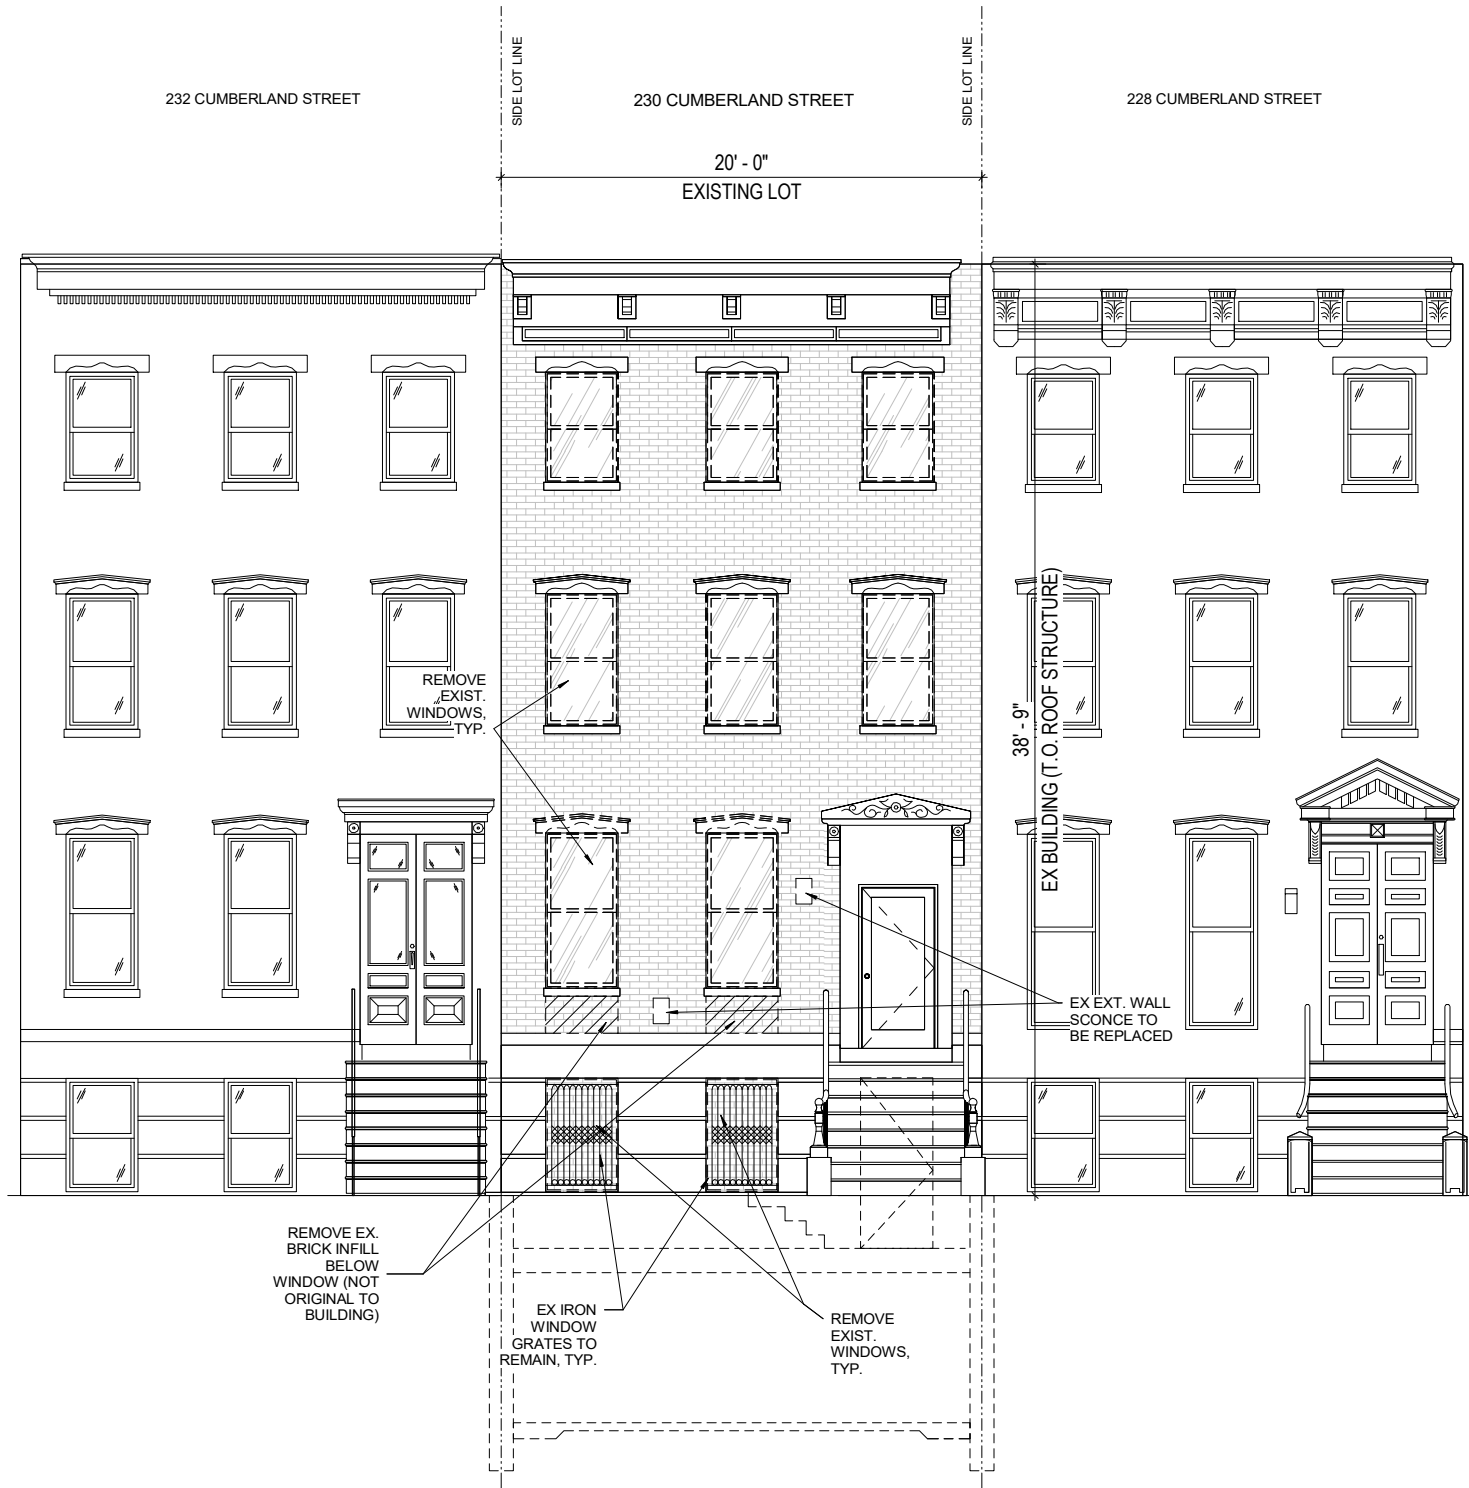 232 CUMBERLAND STREET
SIDE LOT LINE
230 CUMBERLAND STREET
SIDE LOT LINE
228 CUMBERLAND STREET
20' - 0"
EXISTING LOT
REMOVE
EXIST.
WINDOWS,
TYP.
38' - 9"
EX BUILDING (T.O. ROOF STRUCTURE)
EX EXT. WALL
SCONCE TO
BE REPLACED
REMOVE EX.
BRICK INFILL
BELOW
WINDOW (NOT
ORIGINAL TO
BUILDING)
EX IRON
WINDOW
GRATES TO
REMAIN, TYP.
REMOVE
EXIST.
WINDOWS,
TYP.